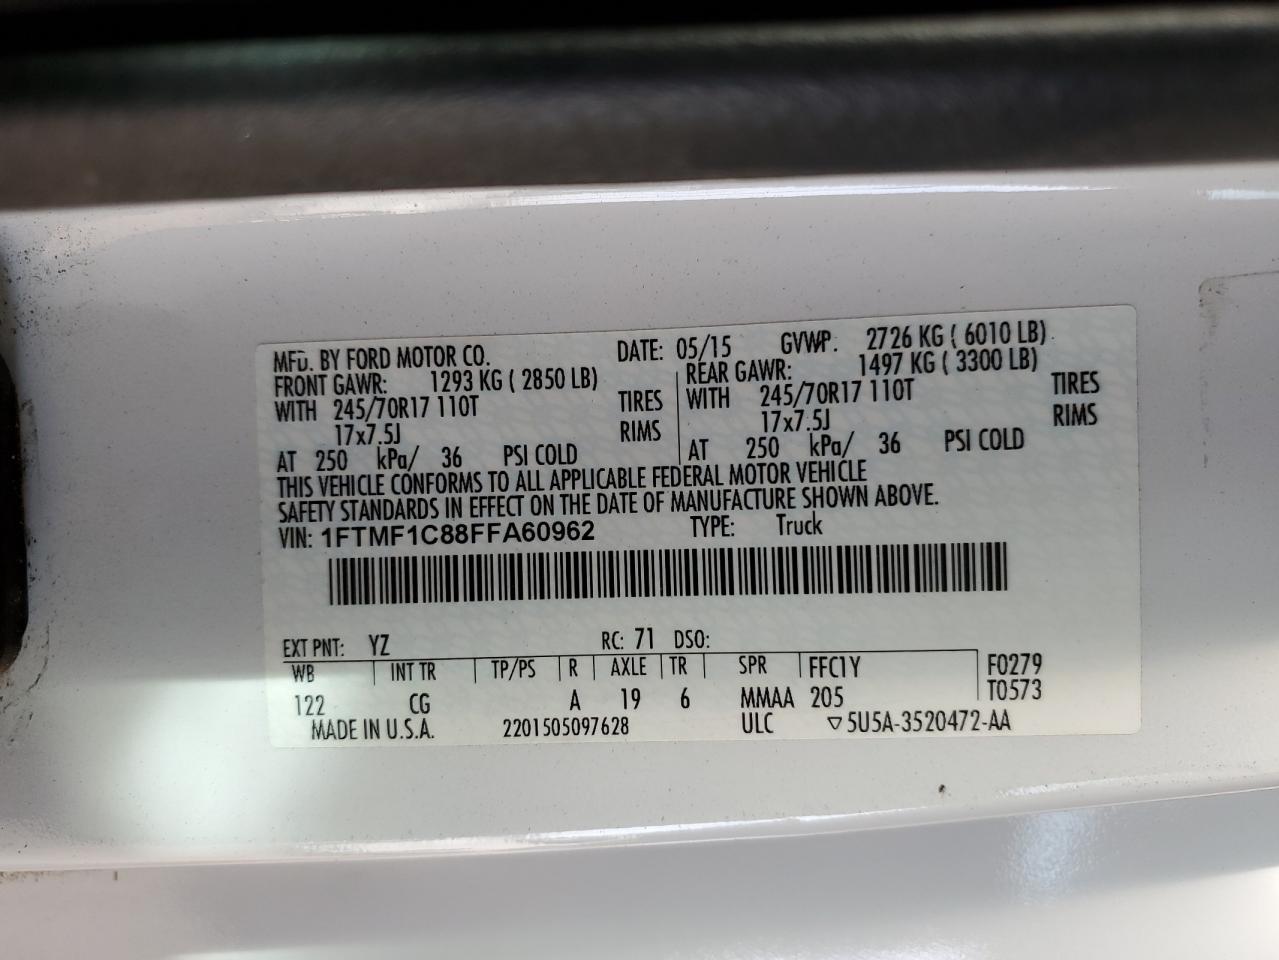 MFD. BY FORD MOTOR CO. DATE: 05/15 GVWP. 2726 KG ( 6010 LB)
FRONT GAWR: 1293 KG ( 2850 LB) REAR GAWR: 1497 KG ( 3300 LB)
WITH 245/70R17 110T TIRES WITH 245/70R17 110T TIRES
17x7.5J RIMS 17x7.5J RIMS
AT 250 kPa/ 36 PSI COLD AT 250 kPa/ 36 PSI COLD
THIS VEHICLE CONFORMS TO ALL APPLICABLE FEDERAL MOTOR VEHICLE
SAFETY STANDARDS IN EFFECT ON THE DATE OF MANUFACTURE SHOWN ABOVE.
VIN: 1FTMF1C88FFA60962 TYPE: Truck
EXT PNT: YZ RC: 71 DSO:
WB INT TR TP/PS R AXLE TR SPR FFC1Y F0279
122 CG A 19 6 MMAA 205 T0573
MADE IN U.S.A. 2201505097628 ULC ▽5U5A-3520472-AA